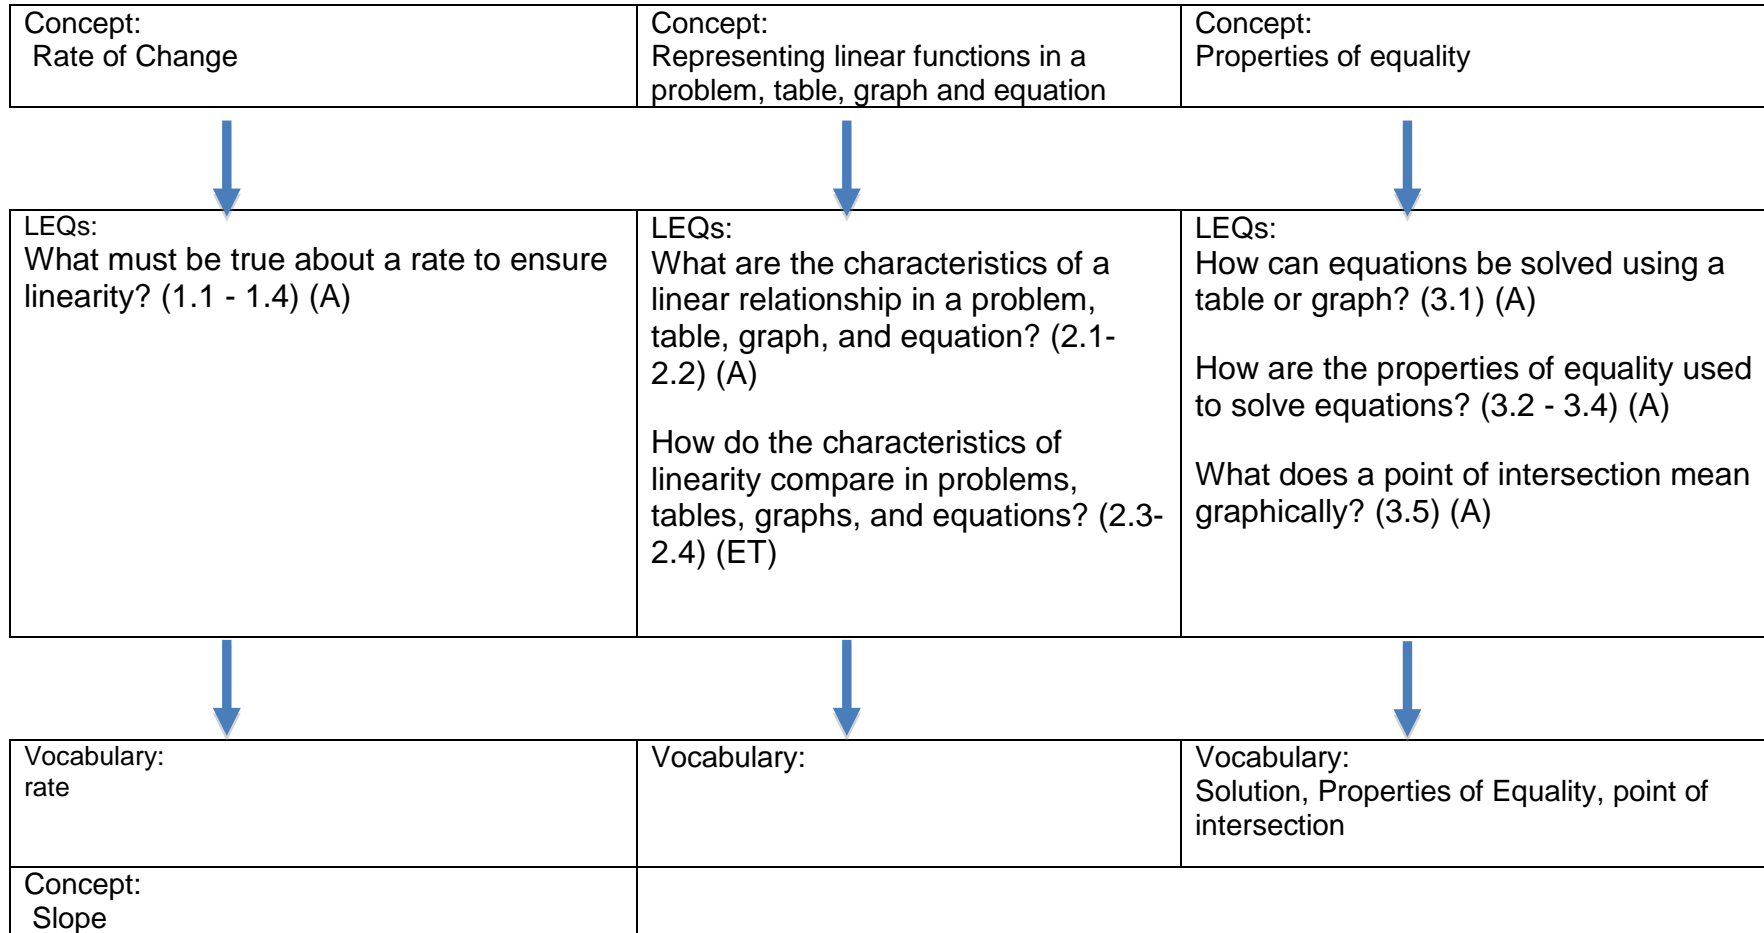 Concept:
Rate of Change
Concept:
Representing linear functions in a
problem, table, graph and equation
Concept:
Properties of equality
LEQs:
What must be true about a rate to ensure
linearity? (1.1 - 1.4) (A)
LEQs:
What are the characteristics of a
linear relationship in a problem,
table, graph, and equation? (2.1-
2.2) (A)
How do the characteristics of
linearity compare in problems,
tables, graphs, and equations? (2.3-
2.4) (ET)
LEQs:
How can equations be solved using a
table or graph? (3.1) (A)
How are the properties of equality used
to solve equations? (3.2 - 3.4) (A)
What does a point of intersection mean
graphically? (3.5) (A)
Vocabulary:
rate
Vocabulary:
Vocabulary:
Solution, Properties of Equality, point of
intersection
Concept:
Slope